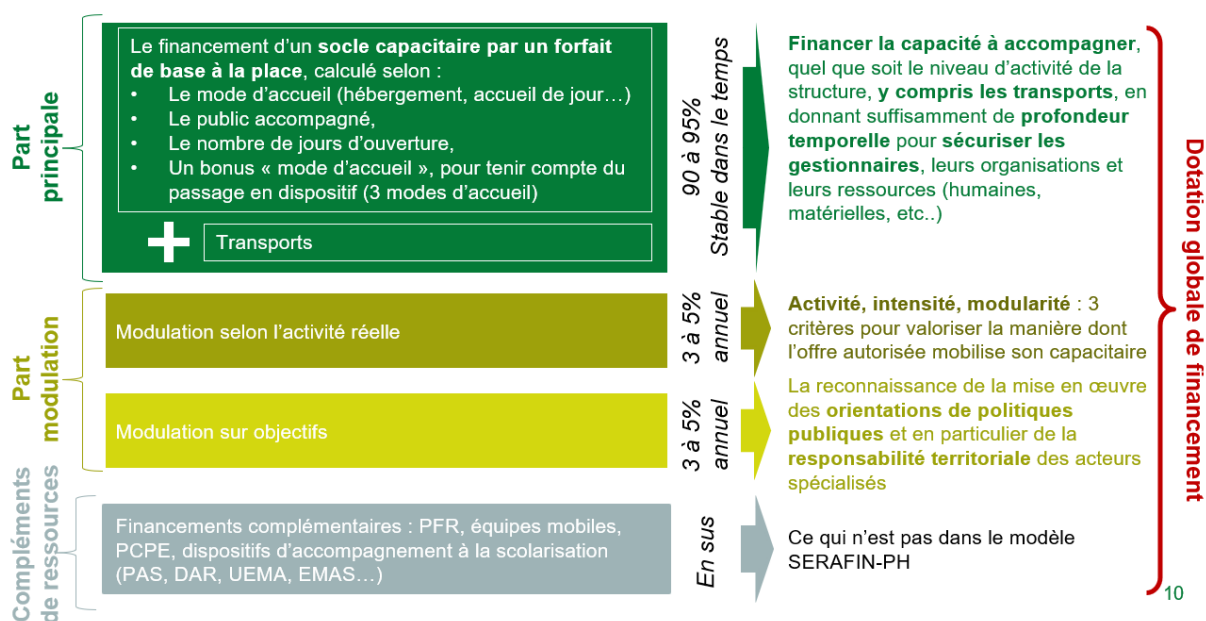 Part
principale
Le financement d'un socle capacitaire par un forfait
de base à la place, calculé selon :
• Le mode d'accueil (hébergement, accueil de jour…)
• Le public accompagné,
• Le nombre de jours d'ouverture,
• Un bonus « mode d'accueil », pour tenir compte du
passage en dispositif (3 modes d'accueil)
+
Transports
90 à 95%
Stable dans le temps
Financer la capacité à accompagner,
quel que soit le niveau d'activité de la
structure, y compris les transports, en
donnant suffisamment de profondeur
temporelle pour sécuriser les
gestionnaires, leurs organisations et
leurs ressources (humaines,
matérielles, etc..)
Part
modulation
Modulation selon l'activité réelle
3 à 5%
annuel
Activité, intensité, modularité : 3
critères pour valoriser la manière dont
l'offre autorisée mobilise son capacitaire
Modulation sur objectifs
3 à 5%
annuel
La reconnaissance de la mise en œuvre
des orientations de politiques
publiques et en particulier de la
responsabilité territoriale des acteurs
spécialisés
Compléments
de ressources
Financements complémentaires : PFR, équipes mobiles,
PCPE, dispositifs d'accompagnement à la scolarisation
(PAS, DAR, UEMA, EMAS…)
En sus
Ce qui n'est pas dans le modèle
SERAFIN-PH
Dotation globale de financement
10